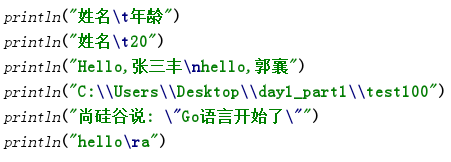 println("姓名\t年龄")
println("姓名\t20")
println("Hello,张三丰\nhello,郭襄")
println("C:\\Users\\Desktop\\day1_part1\\test100")
println("尚硅谷说: \"Go语言开始了\"")
println("hello\ra")